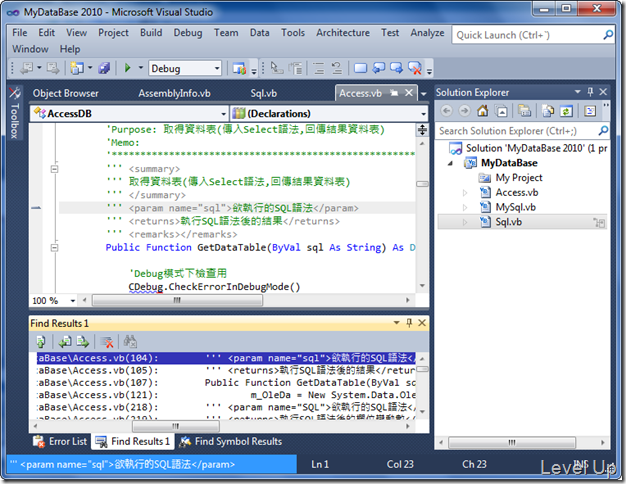 MyDataBase 2010 - Microsoft Visual Studio
File Edit View Project Build Debug Team Data Tools Architecture Test Analyze
Window Help
Quick Launch (Ctrl+`)
Debug
Toolbox
Object Browser AssemblyInfo.vb Sql.vb Access.vb
AccessDB (Declarations)
'Purpose: 取得資料表(傳入Select語法,回傳結果資料表)
'Memo:
'***************************************************
''' <summary>
''' 取得資料表(傳入Select語法,回傳結果資料表)
''' </summary>
''' <param name="sql">欲執行的SQL語法</param>
''' <returns>執行SQL語法後的結果</returns>
''' <remarks></remarks>
Public Function GetDataTable(ByVal sql As String) As D
'Debug模式下檢查用
CDebug.CheckErrorInDebugMode()
100 %
Find Results 1
taBase\Access.vb(104): ''' <param name="sql">欲執行的SQL語法</
taBase\Access.vb(105): ''' <returns>執行SQL語法後的結果</return
taBase\Access.vb(107): Public Function GetDataTable(ByVal sq
taBase\Access.vb(121): m_OleDa = New System.Data.Ole
taBase\Access.vb(218): ''' <param name="SQL">欲執行的SQL語法</
Error List Find Results 1 Find Symbol Results
Solution Explorer
Search Solution Explorer (Ctrl+;)
Solution 'MyDataBase 2010' (1 pr
MyDataBase
My Project
Access.vb
MySql.vb
Sql.vb
''' <param name="sql">欲執行的SQL語法</param> Ln 1 Col 23 Ch 23 INS
Level Up